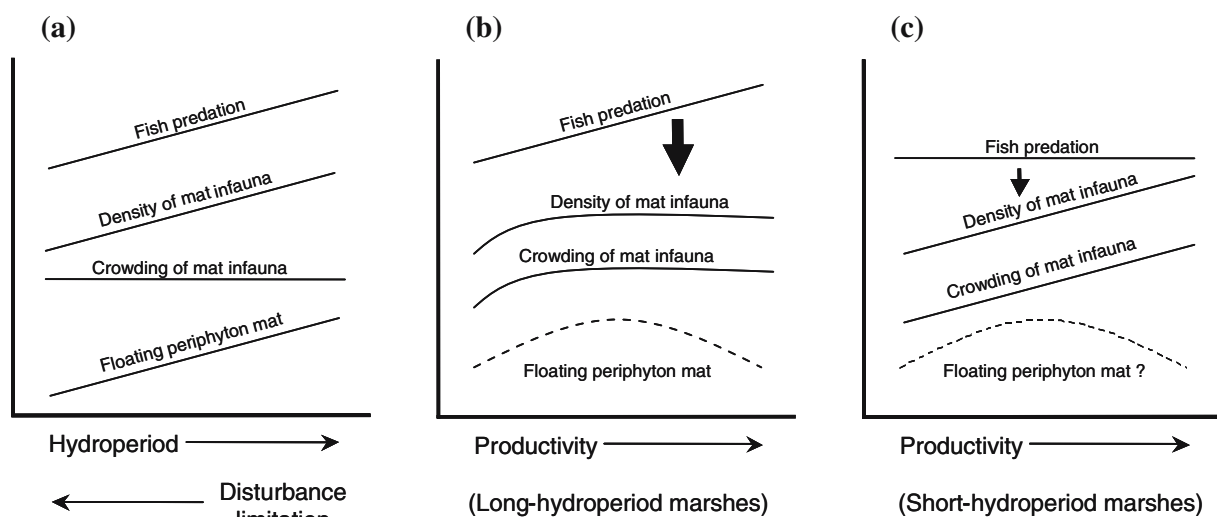 (a)
Fish predation
Density of mat infauna
Crowding of mat infauna
Floating periphyton mat
Hydroperiod
Disturbance
limitation
(b)
Fish predation
Density of mat infauna
Crowding of mat infauna
Floating periphyton mat
Productivity
(Long-hydroperiod marshes)
(c)
Fish predation
Density of mat infauna
Crowding of mat infauna
Floating periphyton mat ?
Productivity
(Short-hydroperiod marshes)